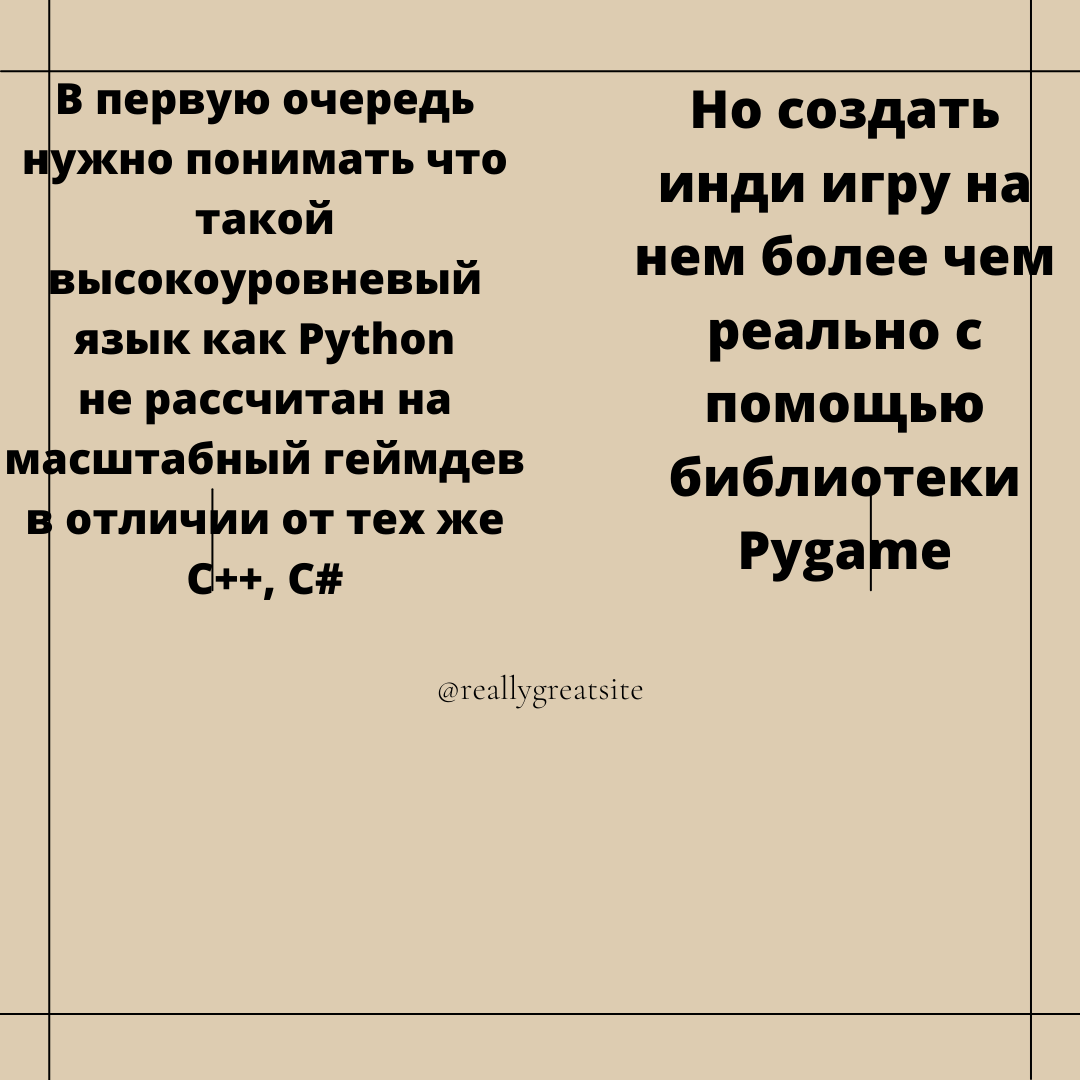 В первую очередь
нужно понимать что
такой
высокоуровневый
язык как Python
не рассчитан на
масштабный геймдев
в отличии от тех же
C++, C#
Но создать
инди игру на
нем более чем
реально с
помощью
библиотеки
Pygame
@reallygreatsite